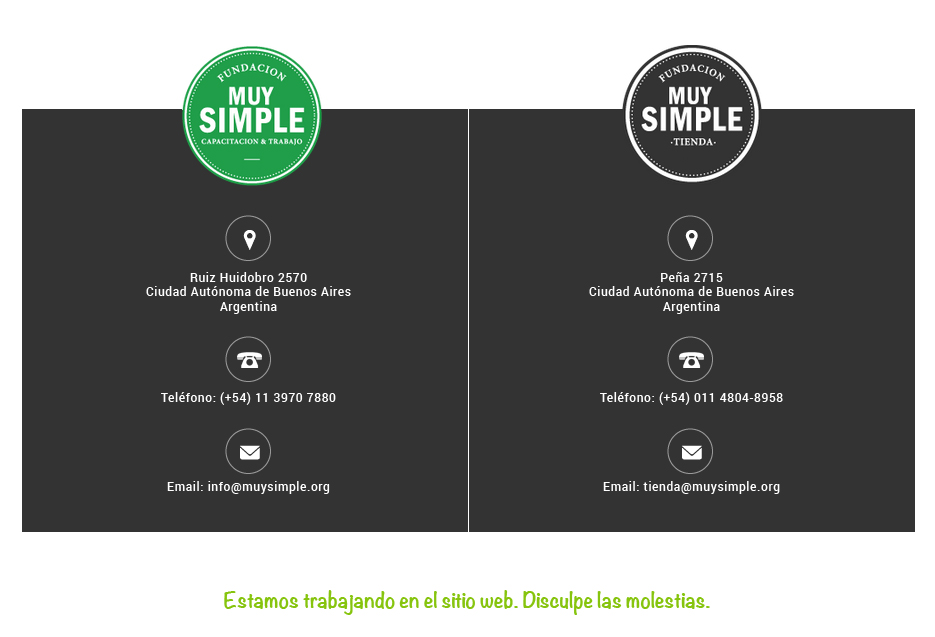 FUNDACION
MUY
SIMPLE
CAPACITACION & TRABAJO
Ruiz Huidobro 2570
Ciudad Autónoma de Buenos Aires
Argentina
Teléfono: (+54) 11 3970 7880
Email: info@muysimple.org
FUNDACION
MUY
SIMPLE
·TIENDA·
Peña 2715
Ciudad Autónoma de Buenos Aires
Argentina
Teléfono: (+54) 011 4804-8958
Email: tienda@muysimple.org
Estamos trabajando en el sitio web. Disculpe las molestias.